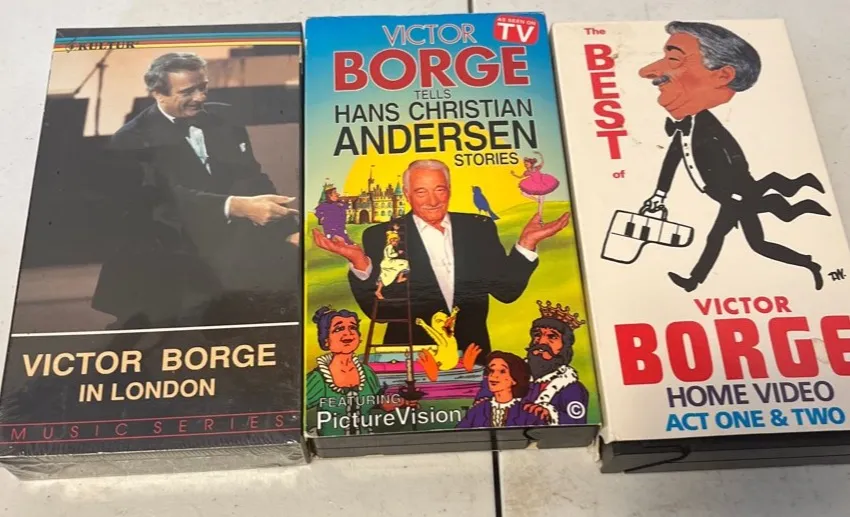 KULTUR
VICTOR BORGE
IN LONDON
MUSIC SERIES
AS SEEN ON
TV
VICTOR
BORGE
TELLS
HANS CHRISTIAN
ANDERSEN
STORIES
FEATURING
PictureVision
©
The
BEST
of
T.W.
VICTOR
BORGE
HOME VIDEO
ACT ONE & TWO